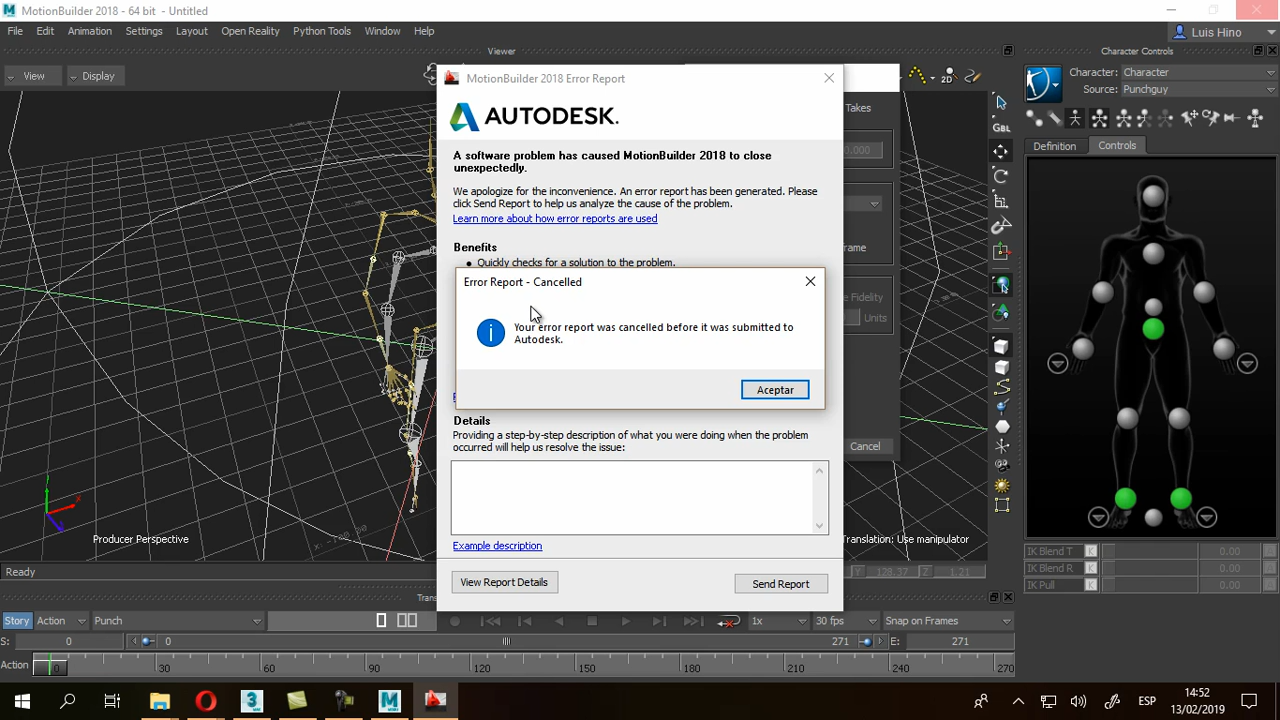 MotionBuilder 2018 - 64 bit - Untitled
File Edit Animation Settings Layout Open Reality Python Tools Window Help
Luis Hino
Viewer
Character Controls
View Display
MotionBuilder 2018 Error Report
2D
Takes
Character: Character
Source: Punchguy
AUTODESK.
GBL
Definition Controls
A software problem has caused MotionBuilder 2018 to close
unexpectedly.
We apologize for the inconvenience. An error report has been generated. Please
click Send Report to help us analyze the cause of the problem.
Learn more about how error reports are used
Benefits
• Quickly checks for a solution to the problem.
Error Report - Cancelled
Your error report was cancelled before it was submitted to
Autodesk.
Aceptar
Fidelity
Units
Details
Providing a step-by-step description of what you were doing when the problem
occurred will help us resolve the issue:
Cancel
Example description
Producer Perspective
Translation: Use manipulator
View Report Details
Send Report
Ready
Y 128.37 Z 1.21
IK Blend T K 0.00
IK Blend R K 0.00
IK Pull K 0.00
Story Action Punch 1x 30 fps Snap on Frames
S: 0 0 271 E: 271
Action 0 30 60 90 120 150 180 210 240 270
ESP
14:52
13/02/2019